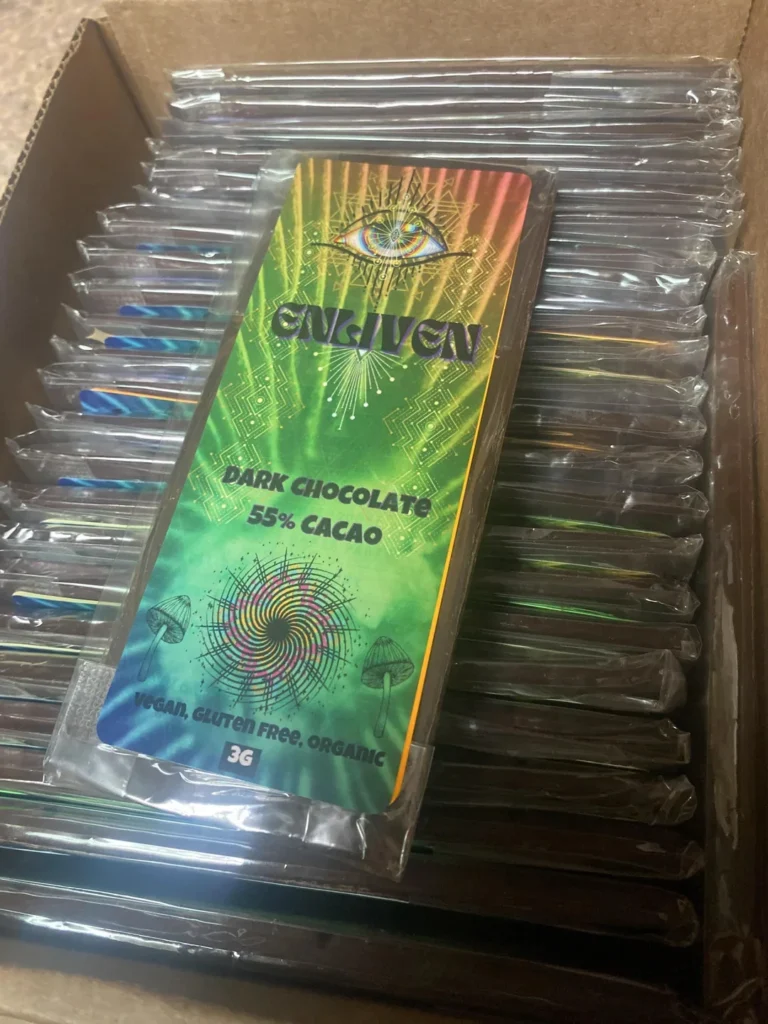 ENLIVEN
DARK CHOCOLATE
55% CACAO
VEGAN, GLUTEN FREE, ORGANIC
3G